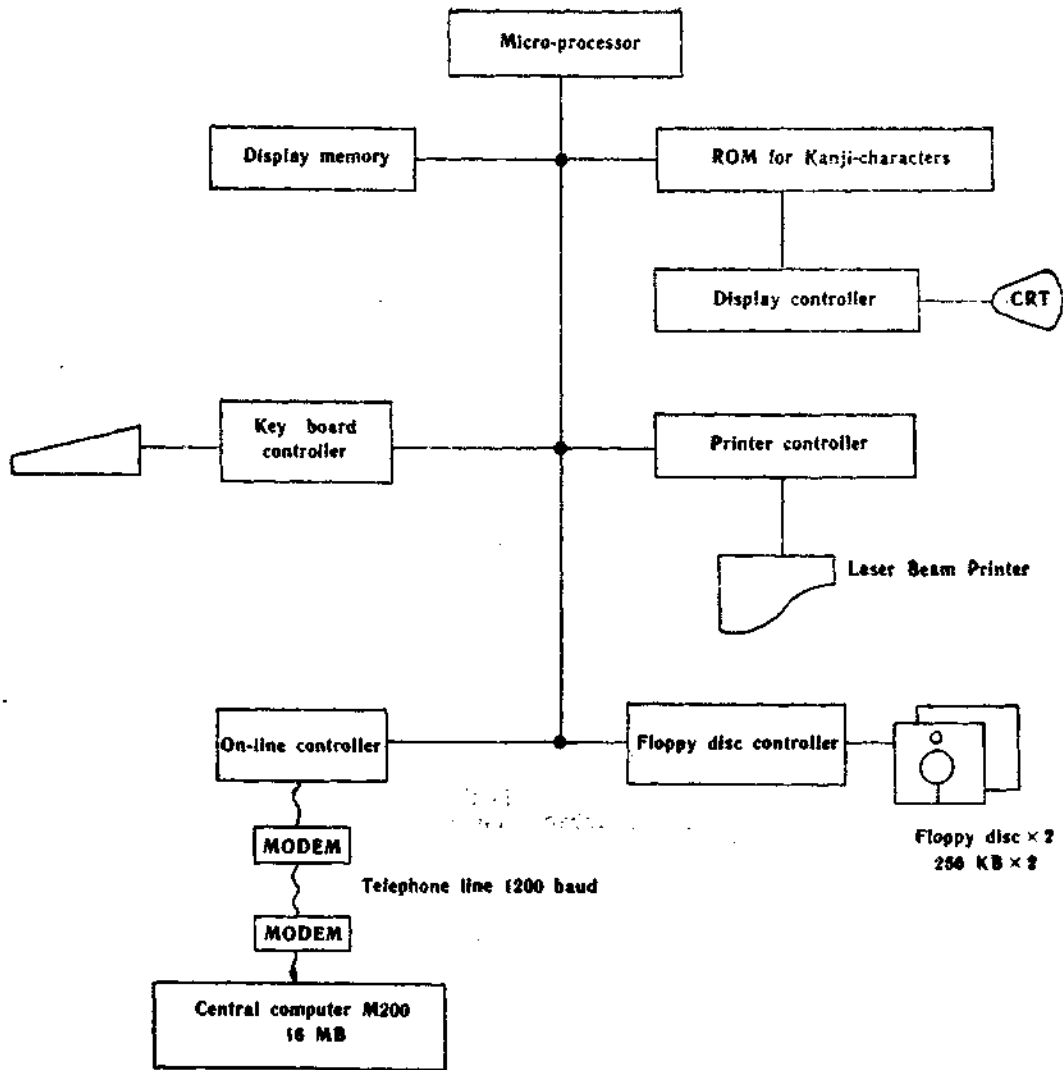 Micro-processor
Display memory
ROM for Kanji-characters
Display controller
CRT
Key board
controller
Printer controller
Laser Beam Printer
On-line controller
Floppy disc controller
MODEM
Floppy disc × 2
256 KB × 2
Telephone line 1200 baud
MODEM
Central computer M200
16 MB